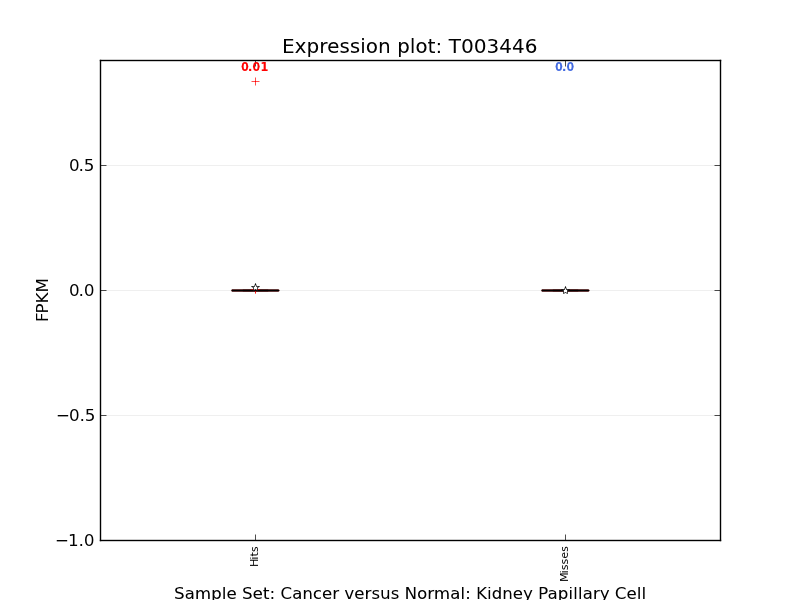 Expression plot: T003446
0.01
0.0
0.5
0.0
−0.5
−1.0
FPKM
Hits
Misses
Sample Set: Cancer versus Normal: Kidney Papillary Cell